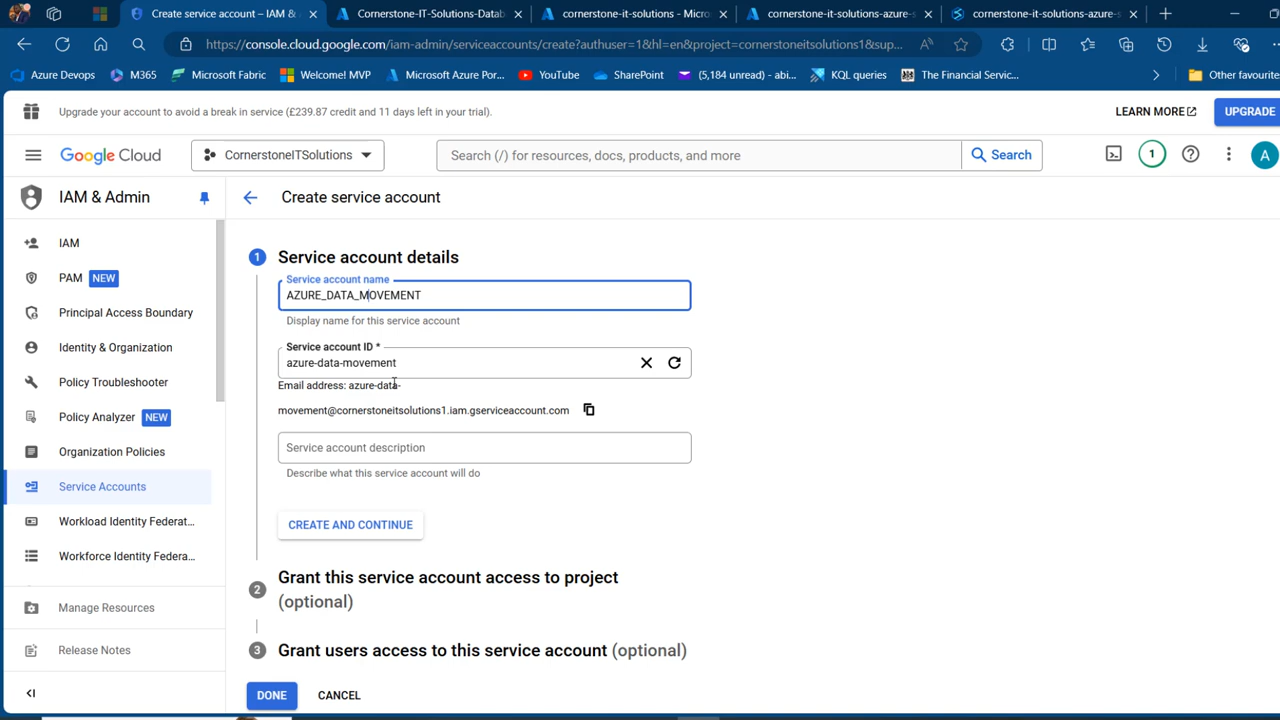 Create service account – IAM &
Cornerstone-IT-Solutions-Datab
cornerstone-it-solutions - Micro
cornerstone-it-solutions-azure-s
cornerstone-it-solutions-azure-s
https://console.cloud.google.com/iam-admin/serviceaccounts/create?authuser=1&hl=en&project=cornerstoneitsolutions1&sup...
Azure Devops
M365
Microsoft Fabric
Welcome! MVP
Microsoft Azure Por...
YouTube
SharePoint
(5,184 unread) - abi...
KQL queries
The Financial Servic...
Other favourite
Upgrade your account to avoid a break in service (£239.87 credit and 11 days left in your trial).
LEARN MORE
UPGRADE
Google Cloud
CornerstoneITSolutions
Search (/) for resources, docs, products, and more
Search
1
A
IAM & Admin
Create service account
IAM
PAM NEW
Principal Access Boundary
Identity & Organization
Policy Troubleshooter
Policy Analyzer NEW
Organization Policies
Service Accounts
Workload Identity Federat...
Workforce Identity Federa...
Manage Resources
Release Notes
1 Service account details
Service account name
AZURE_DATA_MOVEMENT
Display name for this service account
Service account ID *
azure-data-movement
Email address: azure-data-
movement@cornerstoneitsolutions1.iam.gserviceaccount.com
Service account description
Describe what this service account will do
CREATE AND CONTINUE
2 Grant this service account access to project
(optional)
3 Grant users access to this service account (optional)
DONE
CANCEL